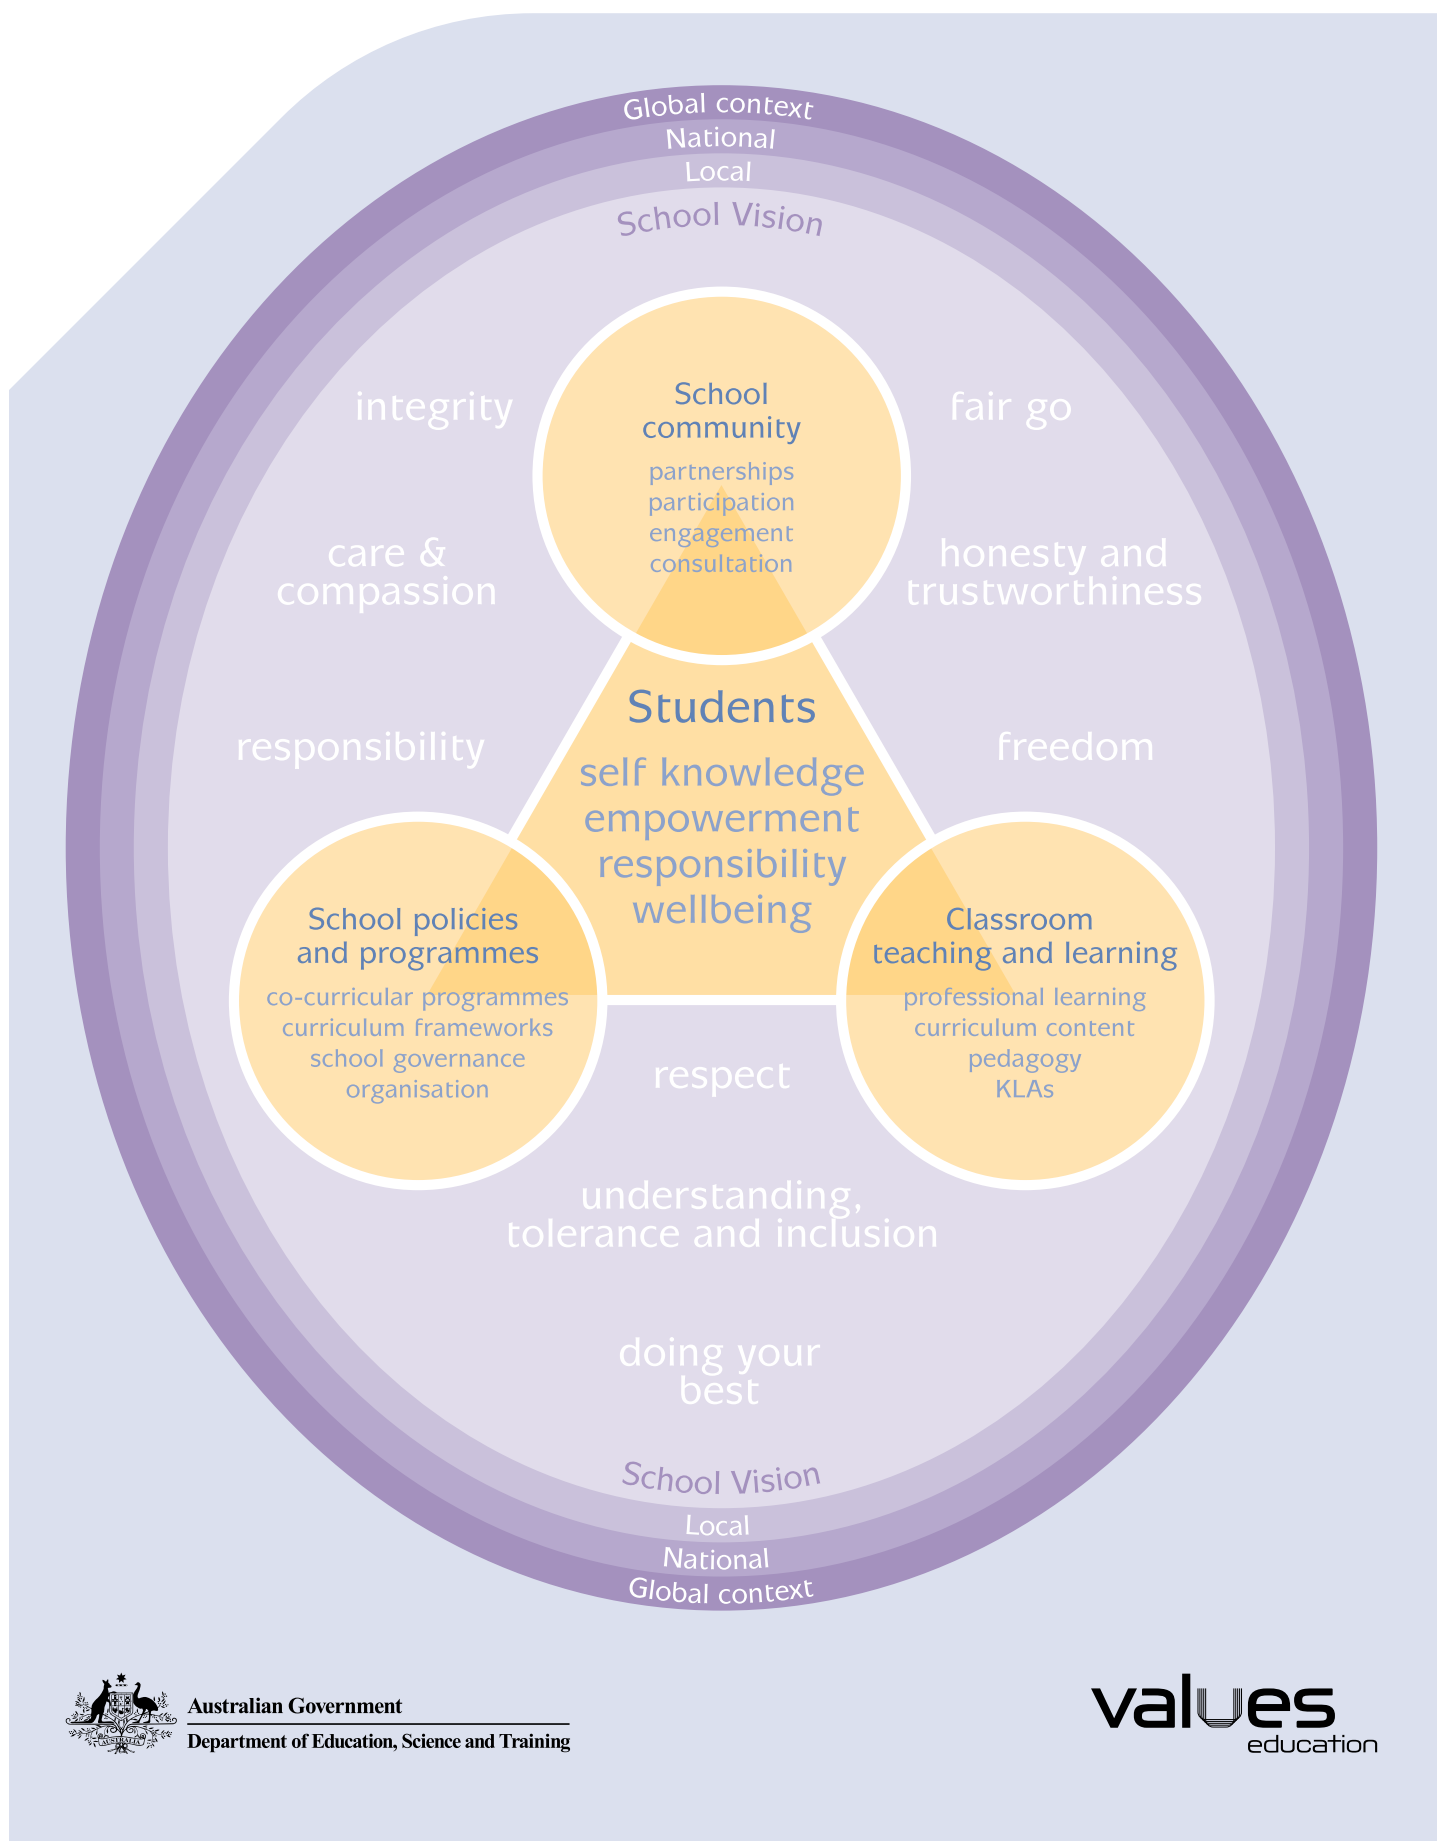 Global context
National
Local
School Vision
integrity
fair go
School
community
partnerships
participation
engagement
consultation
care &
compassion
honesty and
trustworthiness
Students
self knowledge
empowerment
responsibility
wellbeing
responsibility
freedom
School policies
and programmes
co-curricular programmes
curriculum frameworks
school governance
organisation
Classroom
teaching and learning
professional learning
curriculum content
pedagogy
KLAs
respect
understanding,
tolerance and inclusion
doing your
best
School Vision
Local
National
Global context
AUSTRALIA
Australian Government
Department of Education, Science and Training
values
education